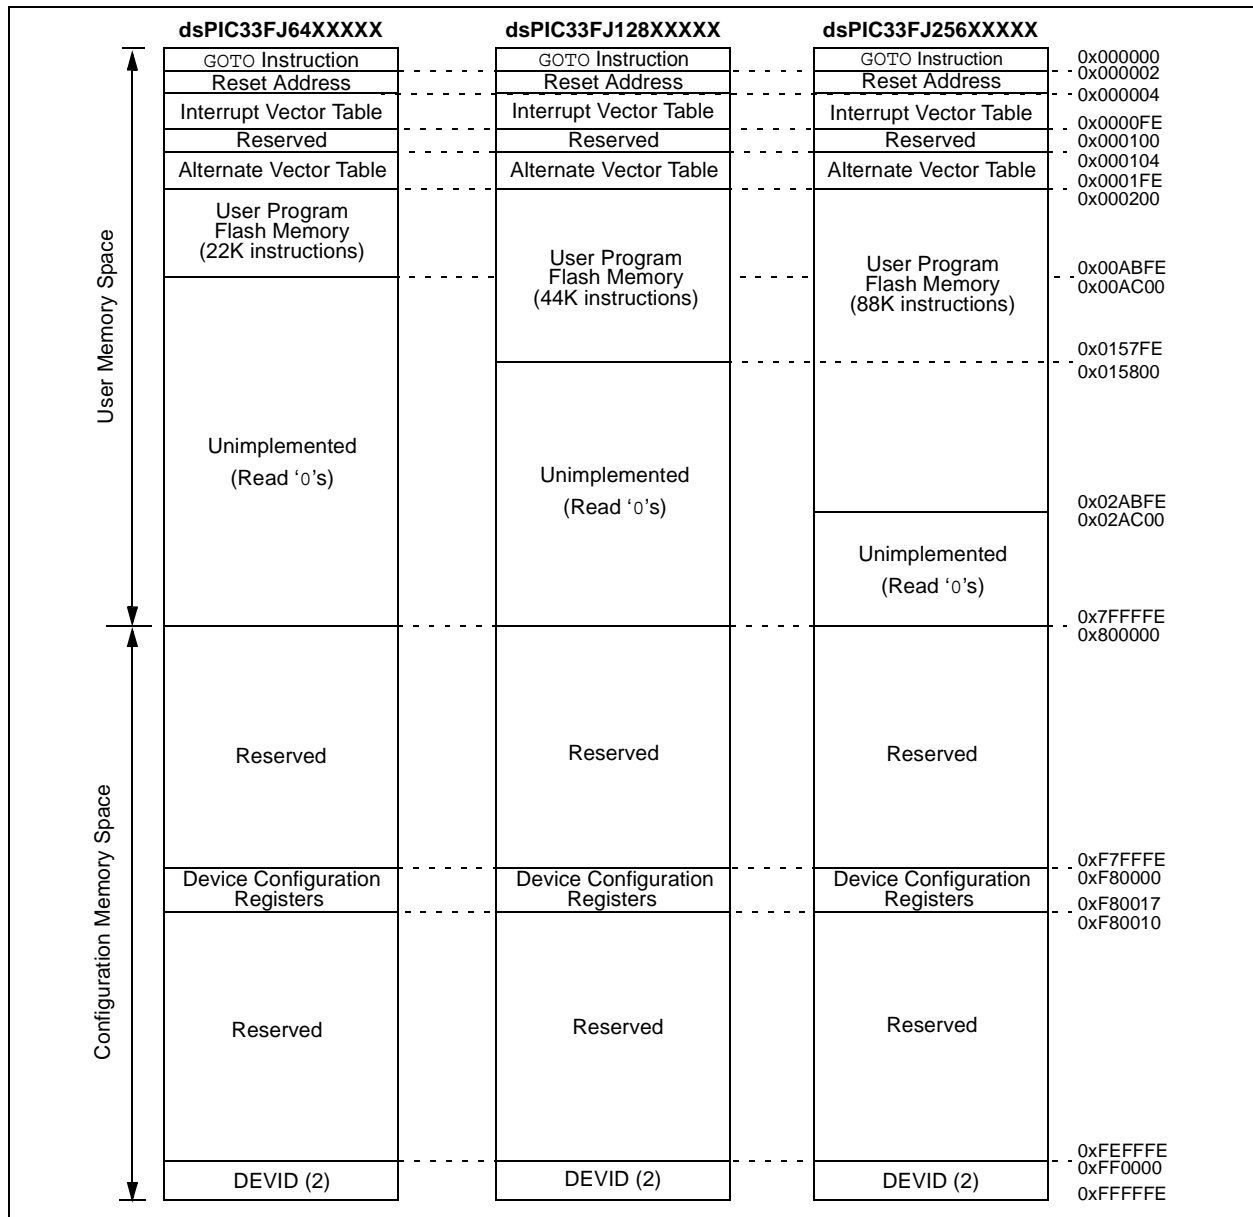 dsPIC33FJ64XXXXX
dsPIC33FJ128XXXXX
dsPIC33FJ256XXXXX
User Memory Space
Configuration Memory Space
GOTO Instruction
Reset Address
Interrupt Vector Table
Reserved
Alternate Vector Table
User Program
Flash Memory
(22K instructions)
Unimplemented
(Read ‘0’s)
Reserved
Device Configuration
Registers
Reserved
DEVID (2)
GOTO Instruction
Reset Address
Interrupt Vector Table
Reserved
Alternate Vector Table
User Program
Flash Memory
(44K instructions)
Unimplemented
(Read ‘0’s)
Reserved
Device Configuration
Registers
Reserved
DEVID (2)
GOTO Instruction
Reset Address
Interrupt Vector Table
Reserved
Alternate Vector Table
User Program
Flash Memory
(88K instructions)
Unimplemented
(Read ‘0’s)
Reserved
Device Configuration
Registers
Reserved
DEVID (2)
0x000000
0x000002
0x000004
0x0000FE
0x000100
0x000104
0x0001FE
0x000200
0x00ABFE
0x00AC00
0x0157FE
0x015800
0x02ABFE
0x02AC00
0x7FFFFE
0x800000
0xF7FFFE
0xF80000
0xF80017
0xF80010
0xFEFFFE
0xFF0000
0xFFFFFE